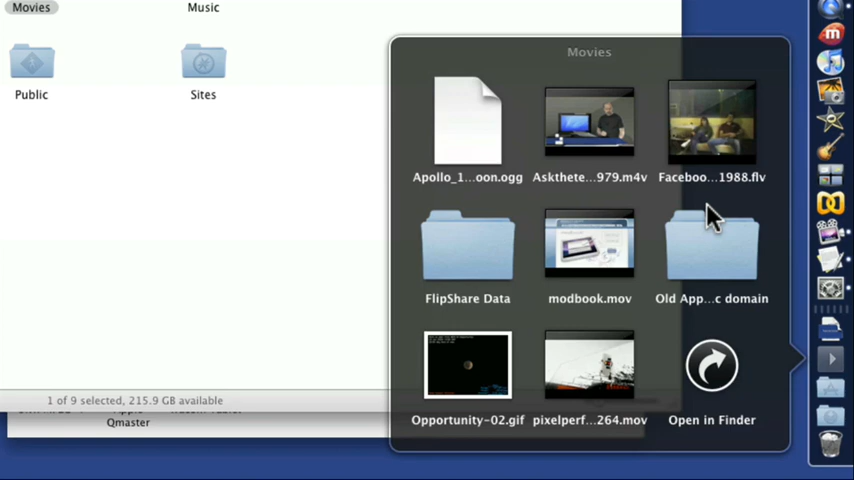 Movies
Music
Public
Sites
Movies
Apollo_1...oon.ogg
Askthete...979.m4v
Faceboo...1988.flv
FlipShare Data
modbook.mov
Old App...c domain
Opportunity-02.gif
pixelperf...264.mov
Open in Finder
1 of 9 selected, 215.9 GB available
Qmaster